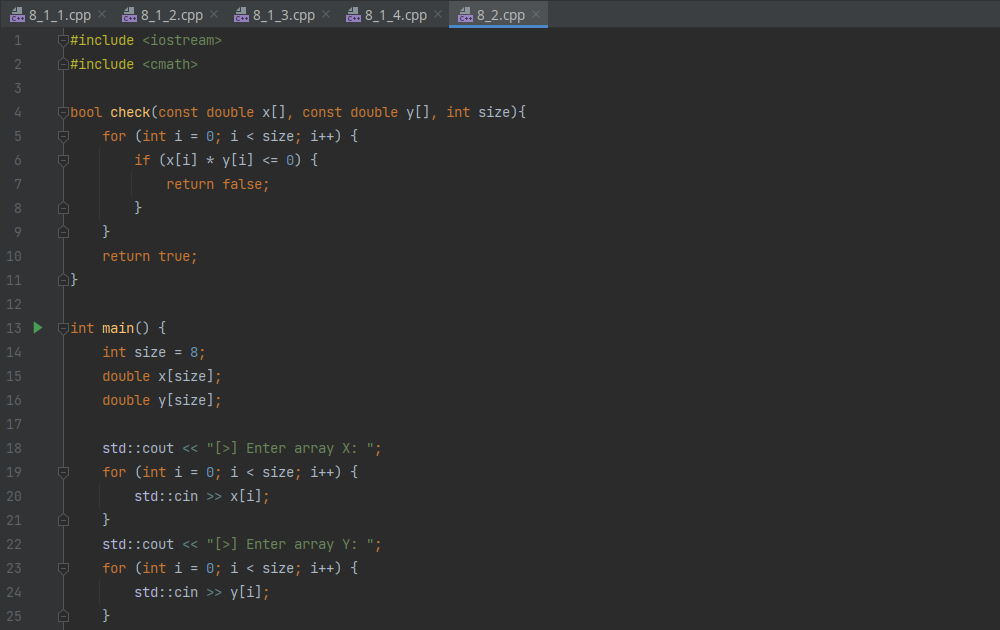 8_1_1.cpp 8_1_2.cpp 8_1_3.cpp 8_1_4.cpp 8_2.cpp
1 #include <iostream>
2 #include <cmath>
3
4 bool check(const double x[], const double y[], int size){
5     for (int i = 0; i < size; i++) {
6         if (x[i] * y[i] <= 0) {
7             return false;
8         }
9     }
10     return true;
11 }
12
13 int main() {
14     int size = 8;
15     double x[size];
16     double y[size];
17
18     std::cout << "[>] Enter array X: ";
19     for (int i = 0; i < size; i++) {
20         std::cin >> x[i];
21     }
22     std::cout << "[>] Enter array Y: ";
23     for (int i = 0; i < size; i++) {
24         std::cin >> y[i];
25     }